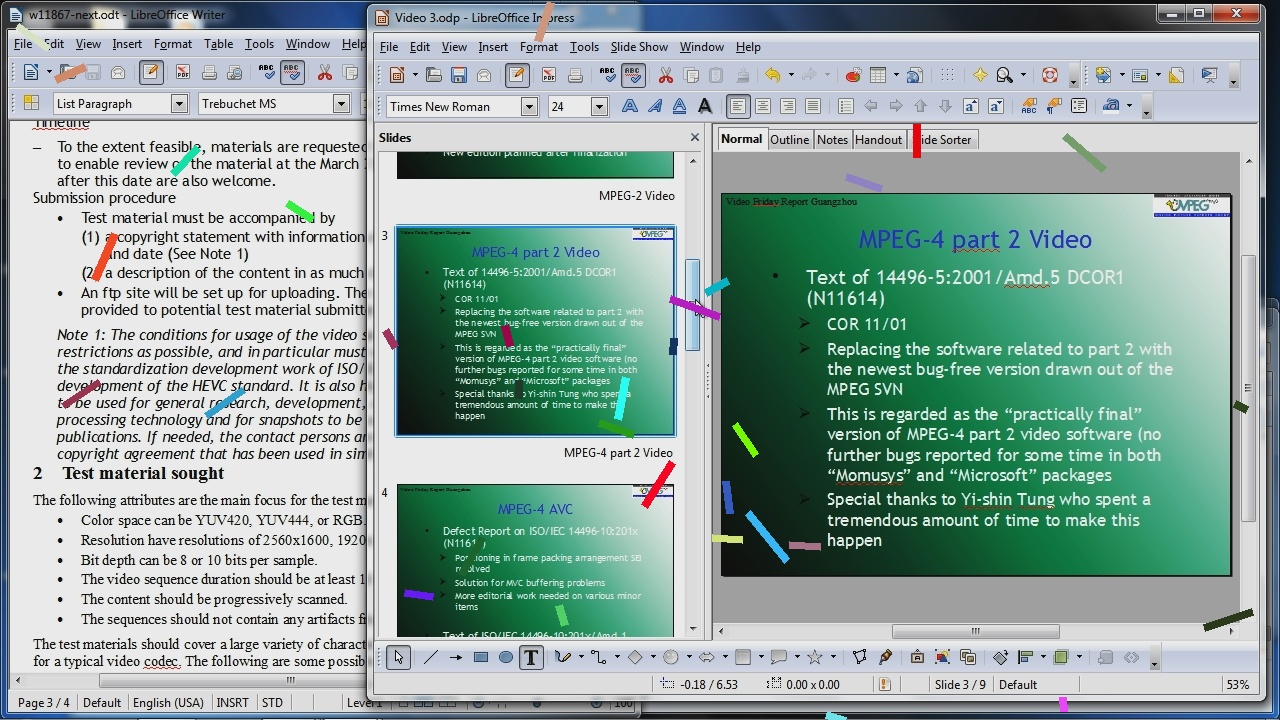 w11867-next.odt - LibreOffice Writer
File Edit View Insert Format Table Tools Window Help
List Paragraph
Trebuchet MS
Timeline
– To the extent feasible, materials are requested
to enable review of the material at the March
after this date are also welcome.
Submission procedure
• Test material must be accompanied by
(1) a copyright statement with information
and date (See Note 1)
(2) a description of the content in as much
• An ftp site will be set up for uploading. The
provided to potential test material submitt
Note 1: The conditions for usage of the video s
restrictions as possible, and in particular must
the standardization development work of ISO/
development of the HEVC standard. It is also h
to be used for general research, development,
processing technology and for snapshots to be
publications. If needed, the contact persons ar
copyright agreement that has been used in sim
2 Test material sought
The following attributes are the main focus for the test m
• Color space can be YUV420, YUV444, or RGB.
• Resolution have resolutions of 2560x1600, 1920
• Bit depth can be 8 or 10 bits per sample.
• The video sequence duration should be at least 1
• The content should be progressively scanned.
• The sequences should not contain any artifacts fr
The test materials should cover a large variety of charact
for a typical video codec. The following are some possib
Page 3 / 4 Default English (USA) INSRT STD Level1 100
Video 3.odp - LibreOffice Impress
File Edit View Insert Format Tools Slide Show Window Help
Times New Roman
24
Slides
New edition planned after finalization
MPEG-2 Video
3
Video Friday Report Guangzhou
MPEG
MPEG-4 part 2 Video
• Text of 14496-5:2001/Amd.5 DCOR1
(N11614)
COR 11/01
Replacing the software related to part 2 with
the newest bug-free version drawn out of the
MPEG SVN
This is regarded as the “practically final”
version of MPEG-4 part 2 video software (no
further bugs reported for some time in both
“Momusys” and “Microsoft” packages
Special thanks to Yi-shin Tung who spent a
tremendous amount of time to make this
happen
MPEG-4 part 2 Video
4
Video Friday Report Guangzhou
MPEG-4 AVC
• Defect Report on ISO/IEC 14496-10:201x
Positioning in frame packing arrangement SEI
resolved
Solution for MVC buffering problems
More editorial work needed on various minor
items
Text of ISO/IEC 14496-10:201x/Amd.1
Normal Outline Notes Handout Slide Sorter
Video Friday Report Guangzhou
MPEG
MPEG-4 part 2 Video
• Text of 14496-5:2001/Amd.5 DCOR1
(N11614)
COR 11/01
Replacing the software related to part 2 with
the newest bug-free version drawn out of the
MPEG SVN
This is regarded as the “practically final”
version of MPEG-4 part 2 video software (no
further bugs reported for some time in both
“Momusys” and “Microsoft” packages
Special thanks to Yi-shin Tung who spent a
tremendous amount of time to make this
happen
-0.18 / 6.53 0.00 x 0.00 Slide 3 / 9 Default 53%